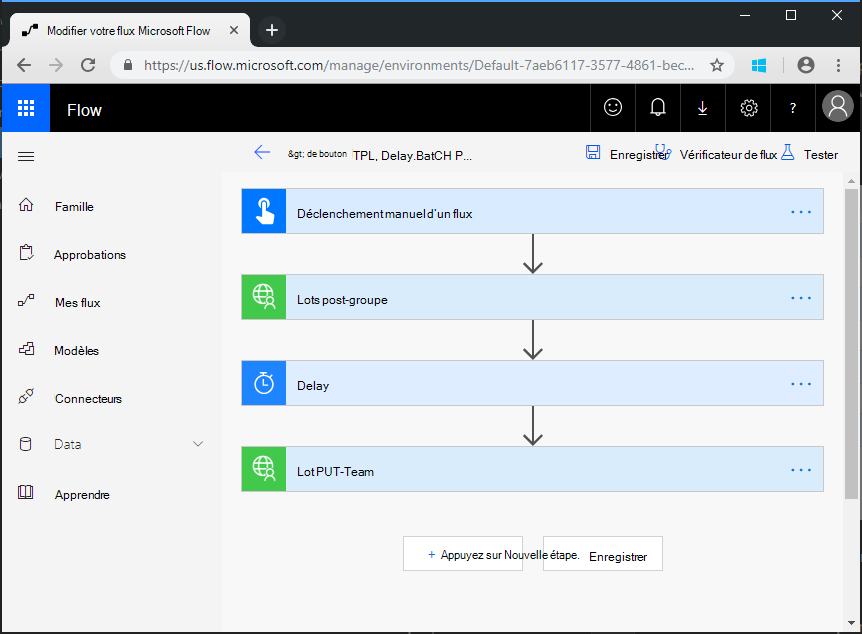 Modifier votre flux Microsoft Flow
https://us.flow.microsoft.com/manage/environments/Default-7aeb6117-3577-4861-bec...
Flow
?
&gt; de bouton TPL, Delay.BatCH P...
Enregistrer Vérificateur de flux Tester
Famille
Approbations
Mes flux
Modèles
Connecteurs
Data
Apprendre
Déclenchement manuel d'un flux
Lots post-groupe
Delay
Lot PUT-Team
+ Appuyez sur Nouvelle étape. Enregistrer